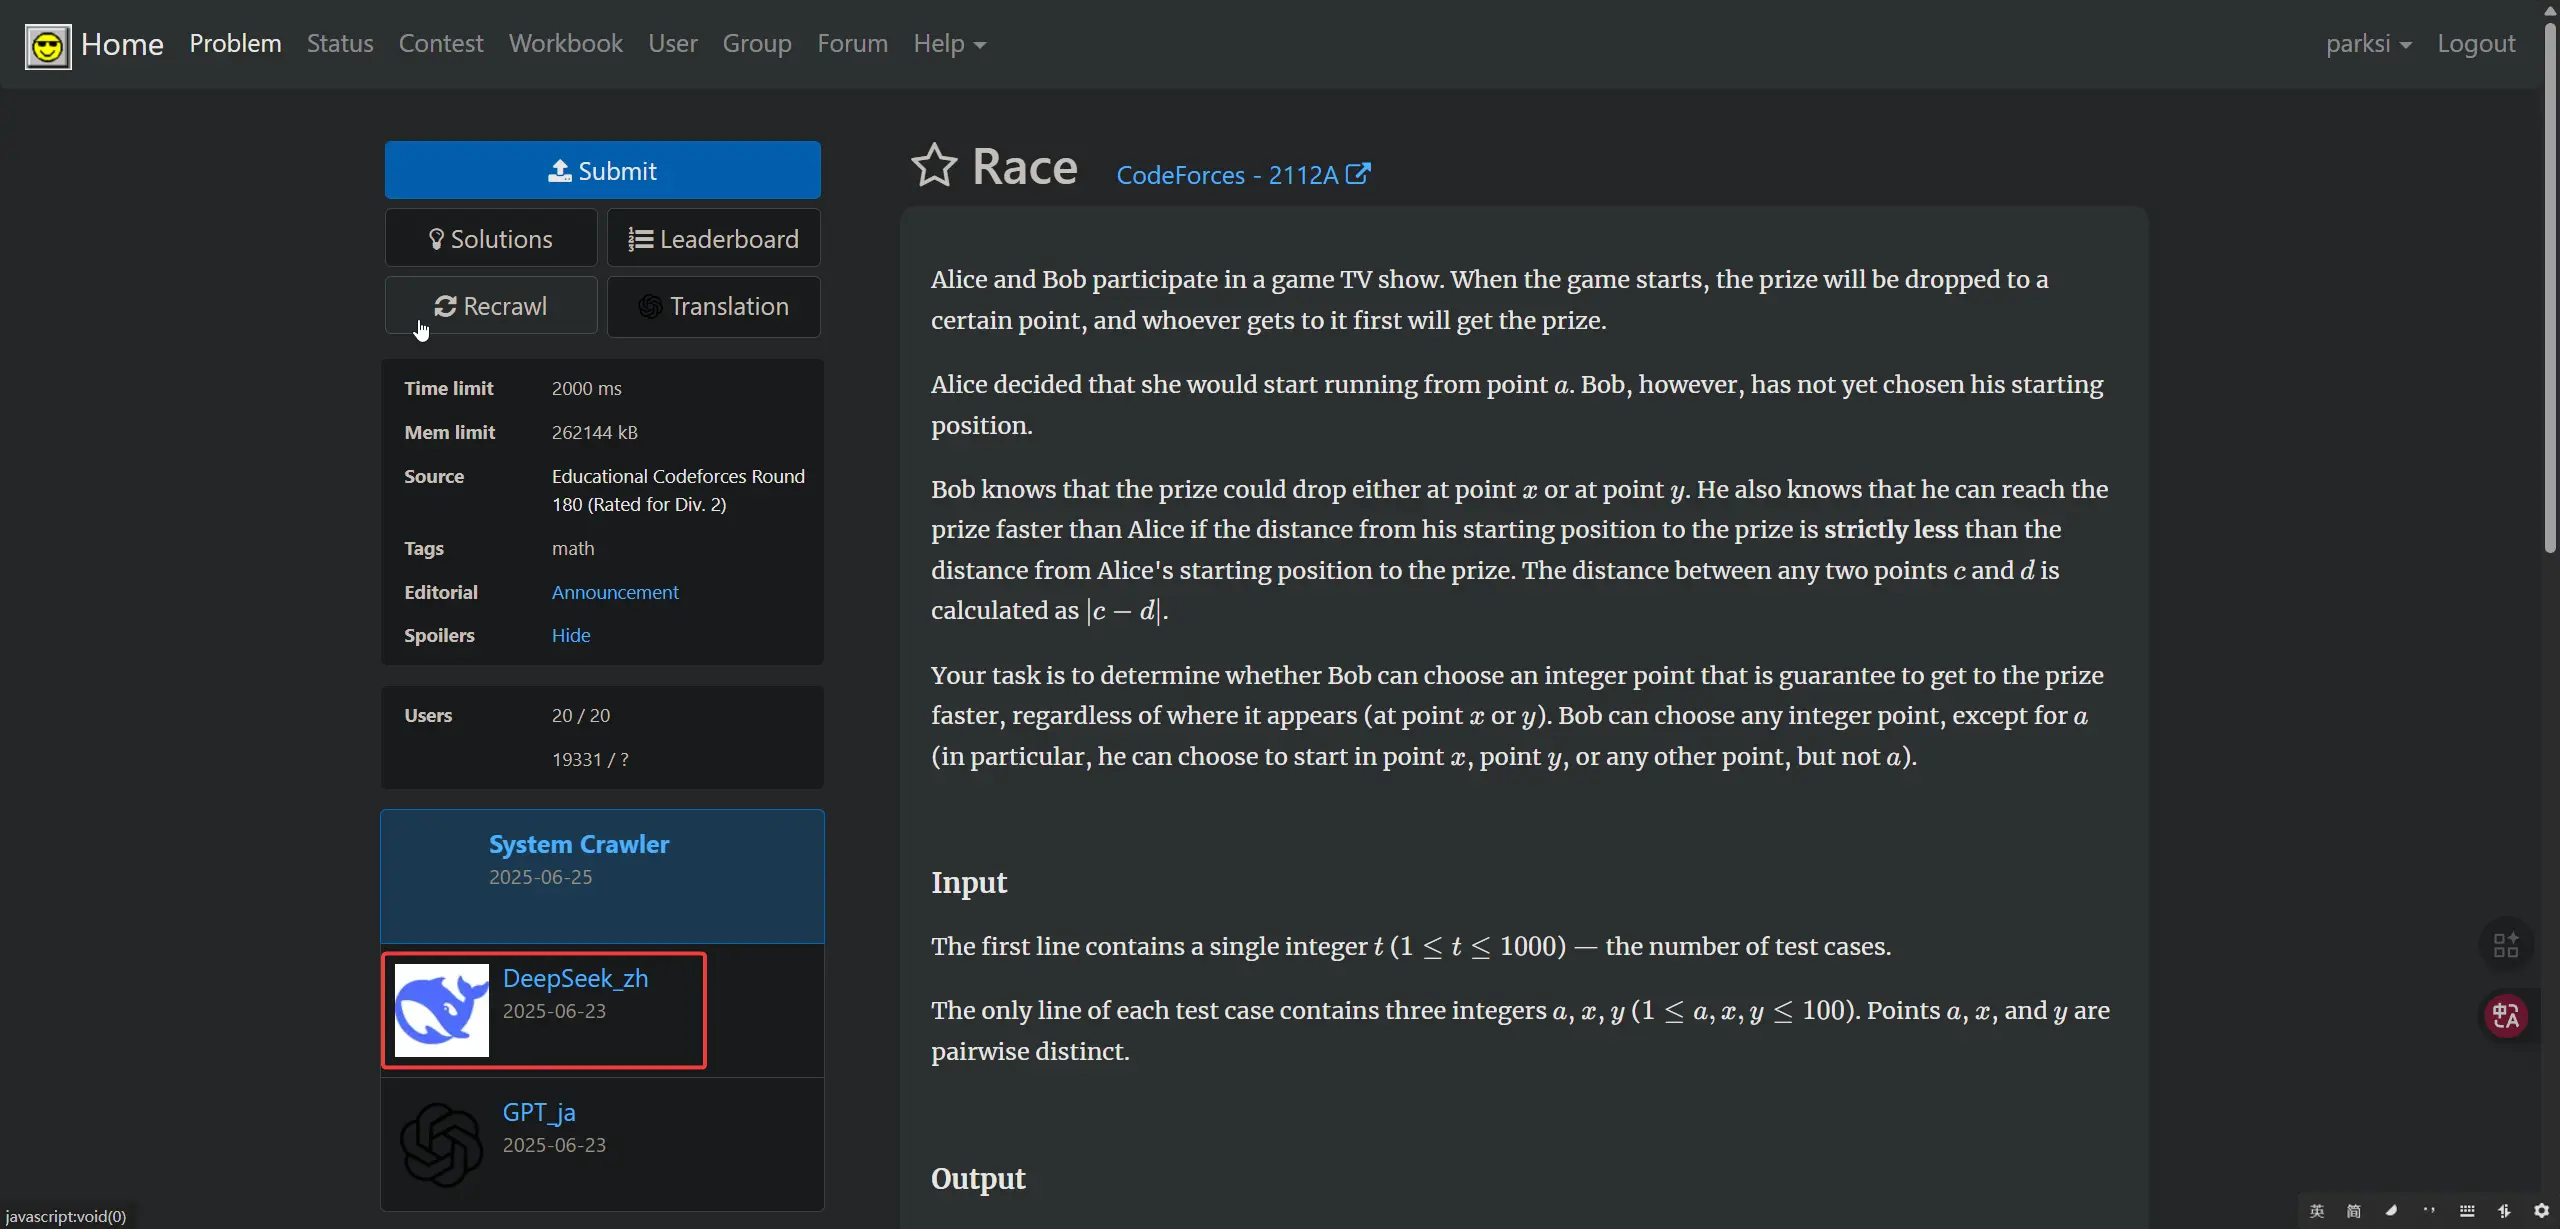 Home Problem Status Contest Workbook User Group Forum Help parksi Logout
Submit
Solutions Leaderboard
Recrawl Translation
Time limit 2000 ms
Mem limit 262144 kB
Source Educational Codeforces Round
180 (Rated for Div. 2)
Tags math
Editorial Announcement
Spoilers Hide
Users 20 / 20
19331 / ?
System Crawler
2025-06-25
DeepSeek_zh
2025-06-23
GPT_ja
2025-06-23
Race CodeForces - 2112A
Alice and Bob participate in a game TV show. When the game starts, the prize will be dropped to a
certain point, and whoever gets to it first will get the prize.
Alice decided that she would start running from point a. Bob, however, has not yet chosen his starting
position.
Bob knows that the prize could drop either at point x or at point y. He also knows that he can reach the
prize faster than Alice if the distance from his starting position to the prize is strictly less than the
distance from Alice's starting position to the prize. The distance between any two points c and d is
calculated as |c − d|.
Your task is to determine whether Bob can choose an integer point that is guarantee to get to the prize
faster, regardless of where it appears (at point x or y). Bob can choose any integer point, except for a
(in particular, he can choose to start in point x, point y, or any other point, but not a).
Input
The first line contains a single integer t (1 ≤ t ≤ 1000) — the number of test cases.
The only line of each test case contains three integers a, x, y (1 ≤ a, x, y ≤ 100). Points a, x, and y are
pairwise distinct.
Output
中A
javascript:void(0)
英 简